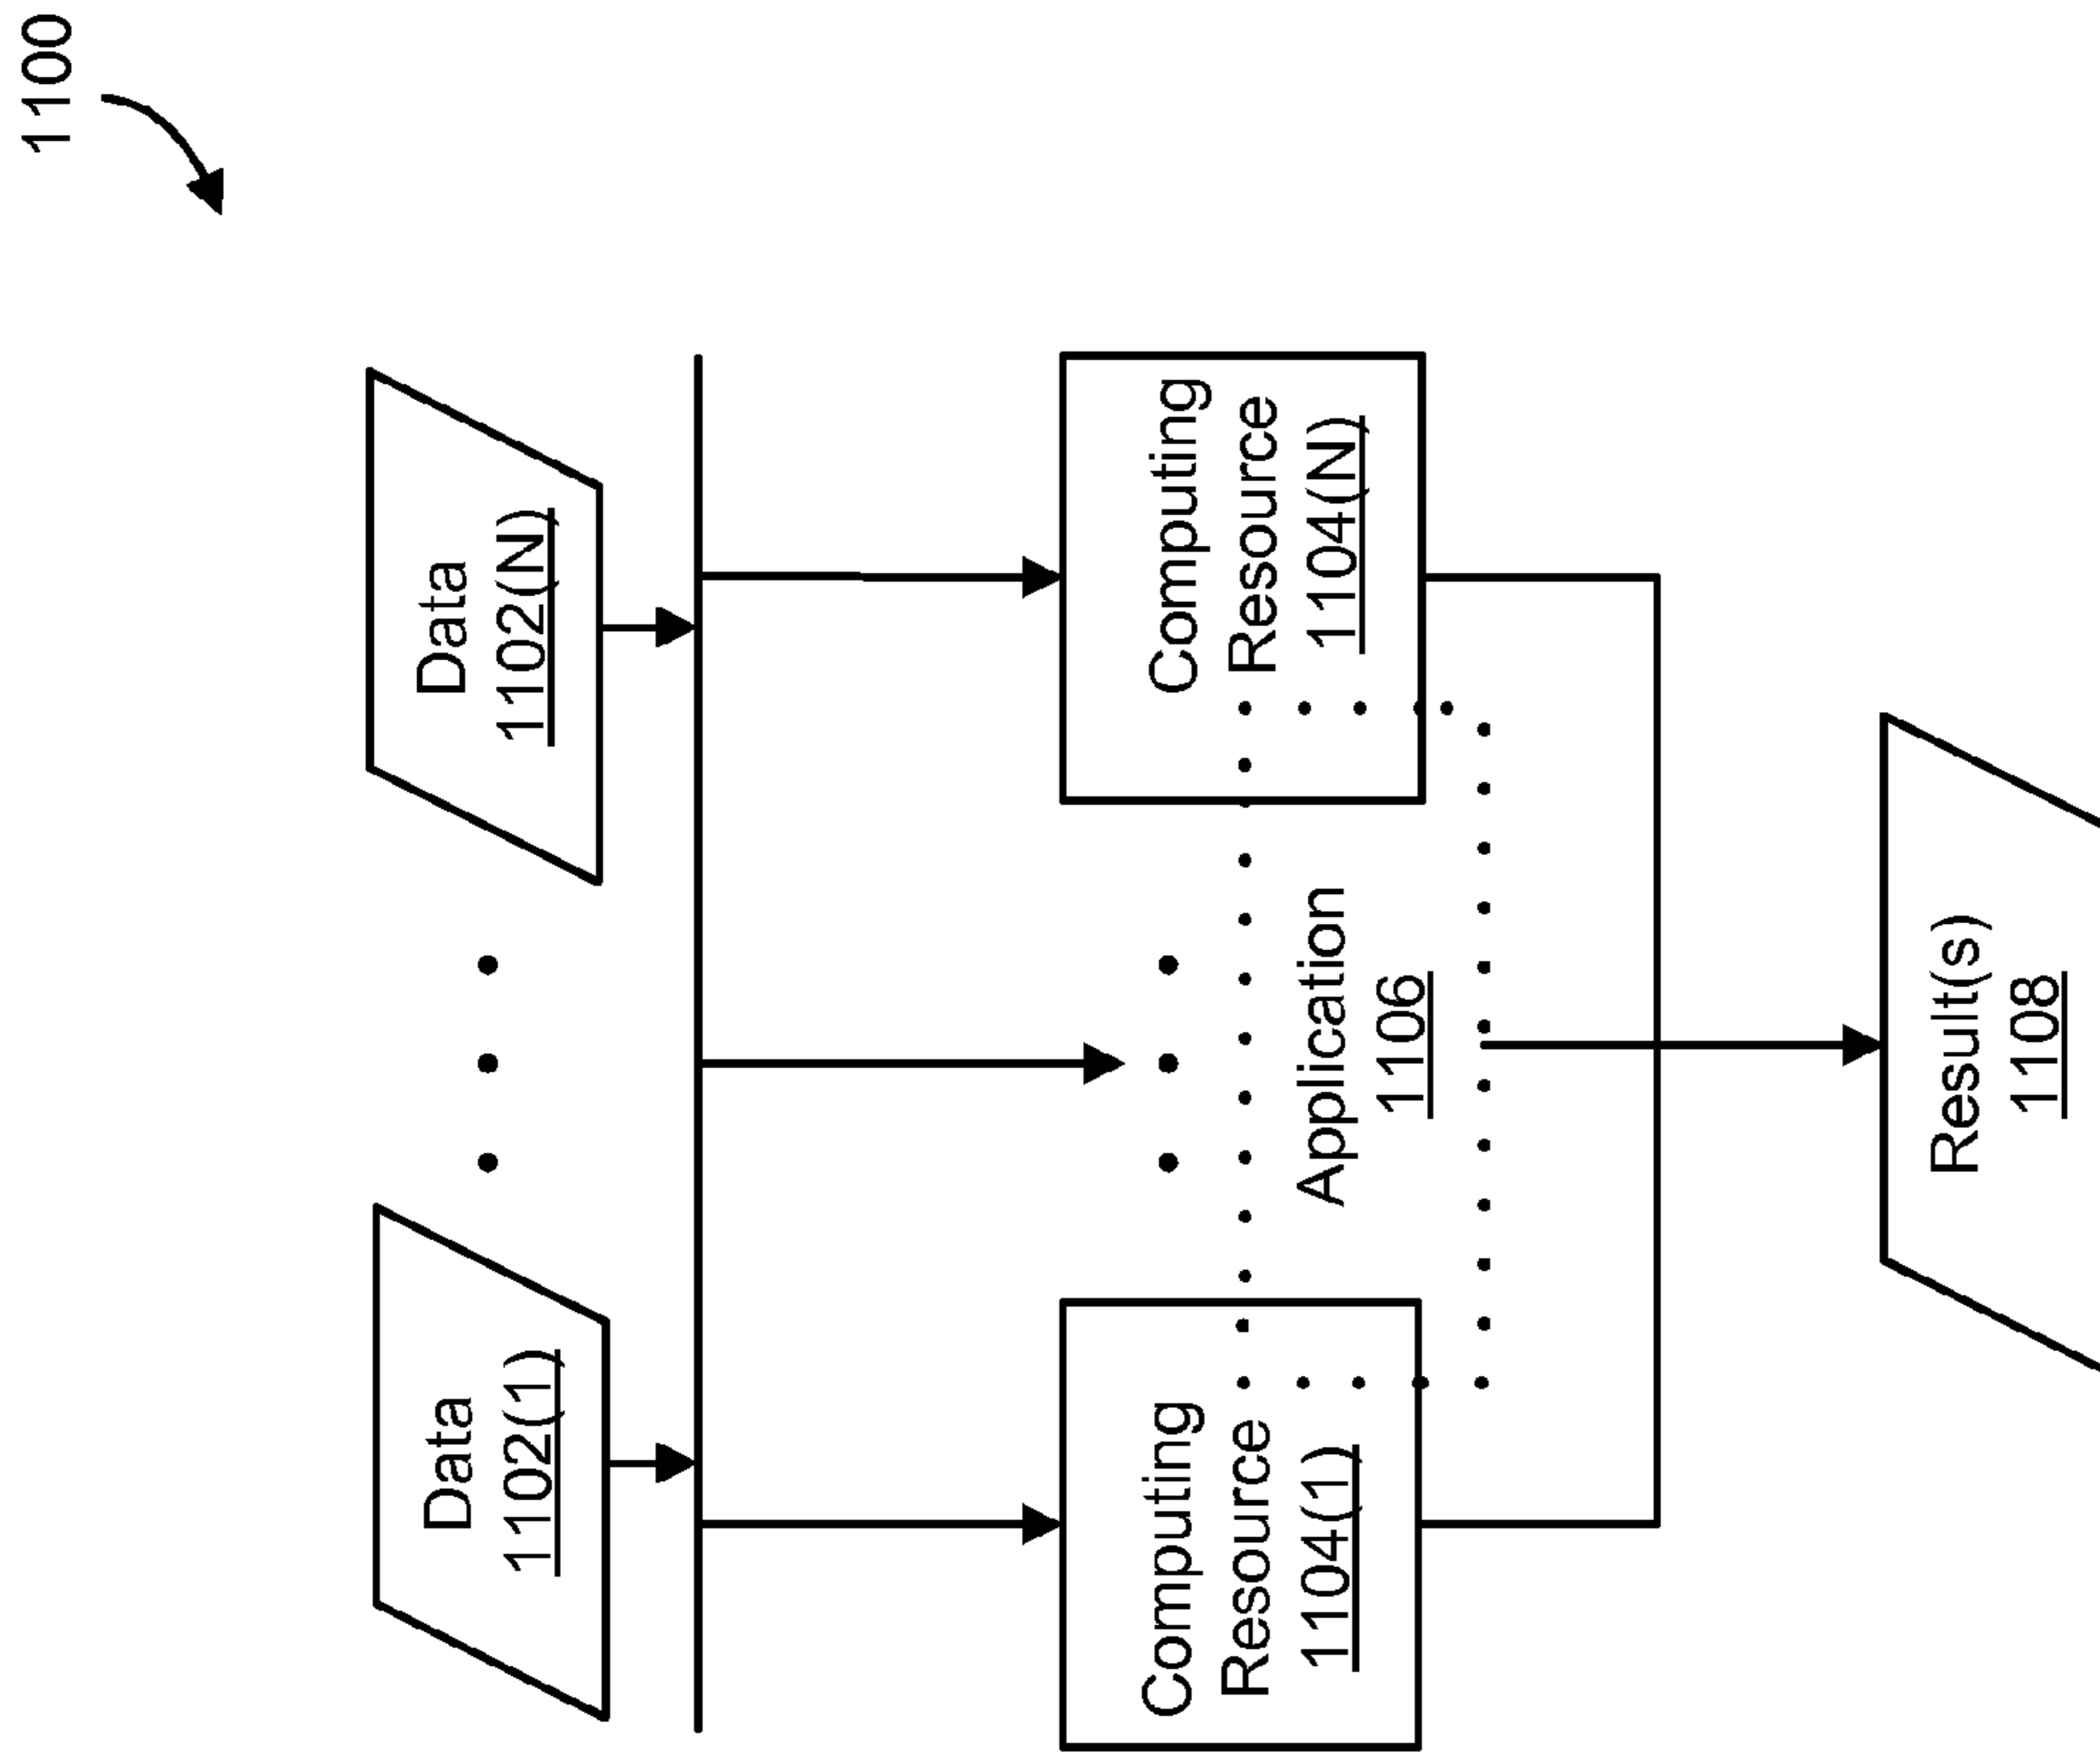 1100
Data
1102(1)
Data
1102(N)
Computing
Resource
1104(1)
Application
1106
Computing
Resource
1104(N)
Result(s)
1108